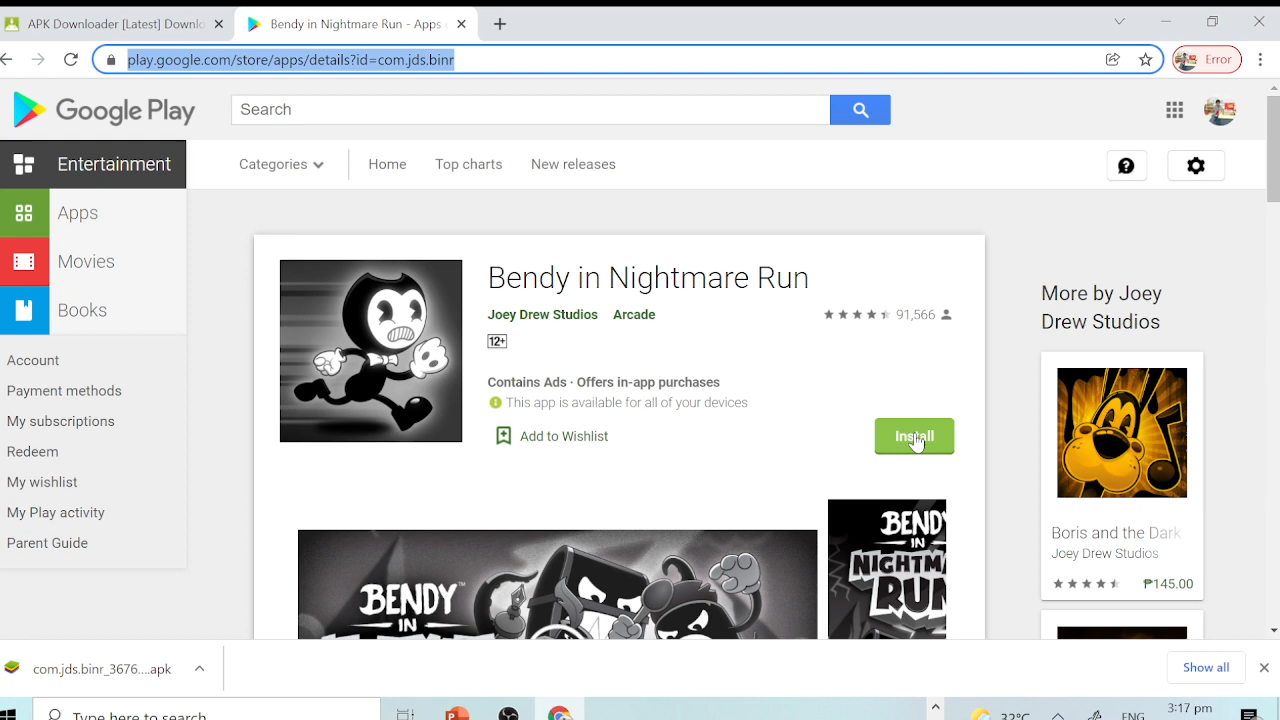 APK Downloader [Latest] Downlo
Bendy in Nightmare Run - Apps
play.google.com/store/apps/details?id=com.jds.binr
Error
Google Play
Search
Entertainment
Categories
Home
Top charts
New releases
Apps
Movies
Books
Account
Payment methods
My subscriptions
Redeem
My wishlist
My Play activity
Parent Guide
Bendy in Nightmare Run
Joey Drew Studios Arcade
91,566
12+
Contains Ads · Offers in-app purchases
This app is available for all of your devices
Add to Wishlist
Install
BENDY™
IN
BENDY
IN
NIGHTMA
RUN
More by Joey
Drew Studios
Boris and the Dark
Joey Drew Studios
₱145.00
com.jds.binr_3676....apk
Show all
Type here to search
33°C
ENG
3:17 pm